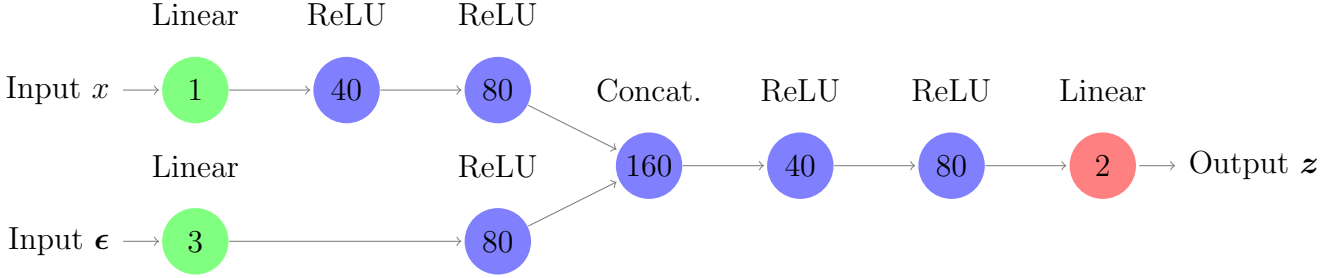 Linear ReLU ReLU
Input x 1 40 80
Concat. ReLU ReLU Linear
160 40 80 2 Output z
Linear ReLU
Input ϵ 3 80